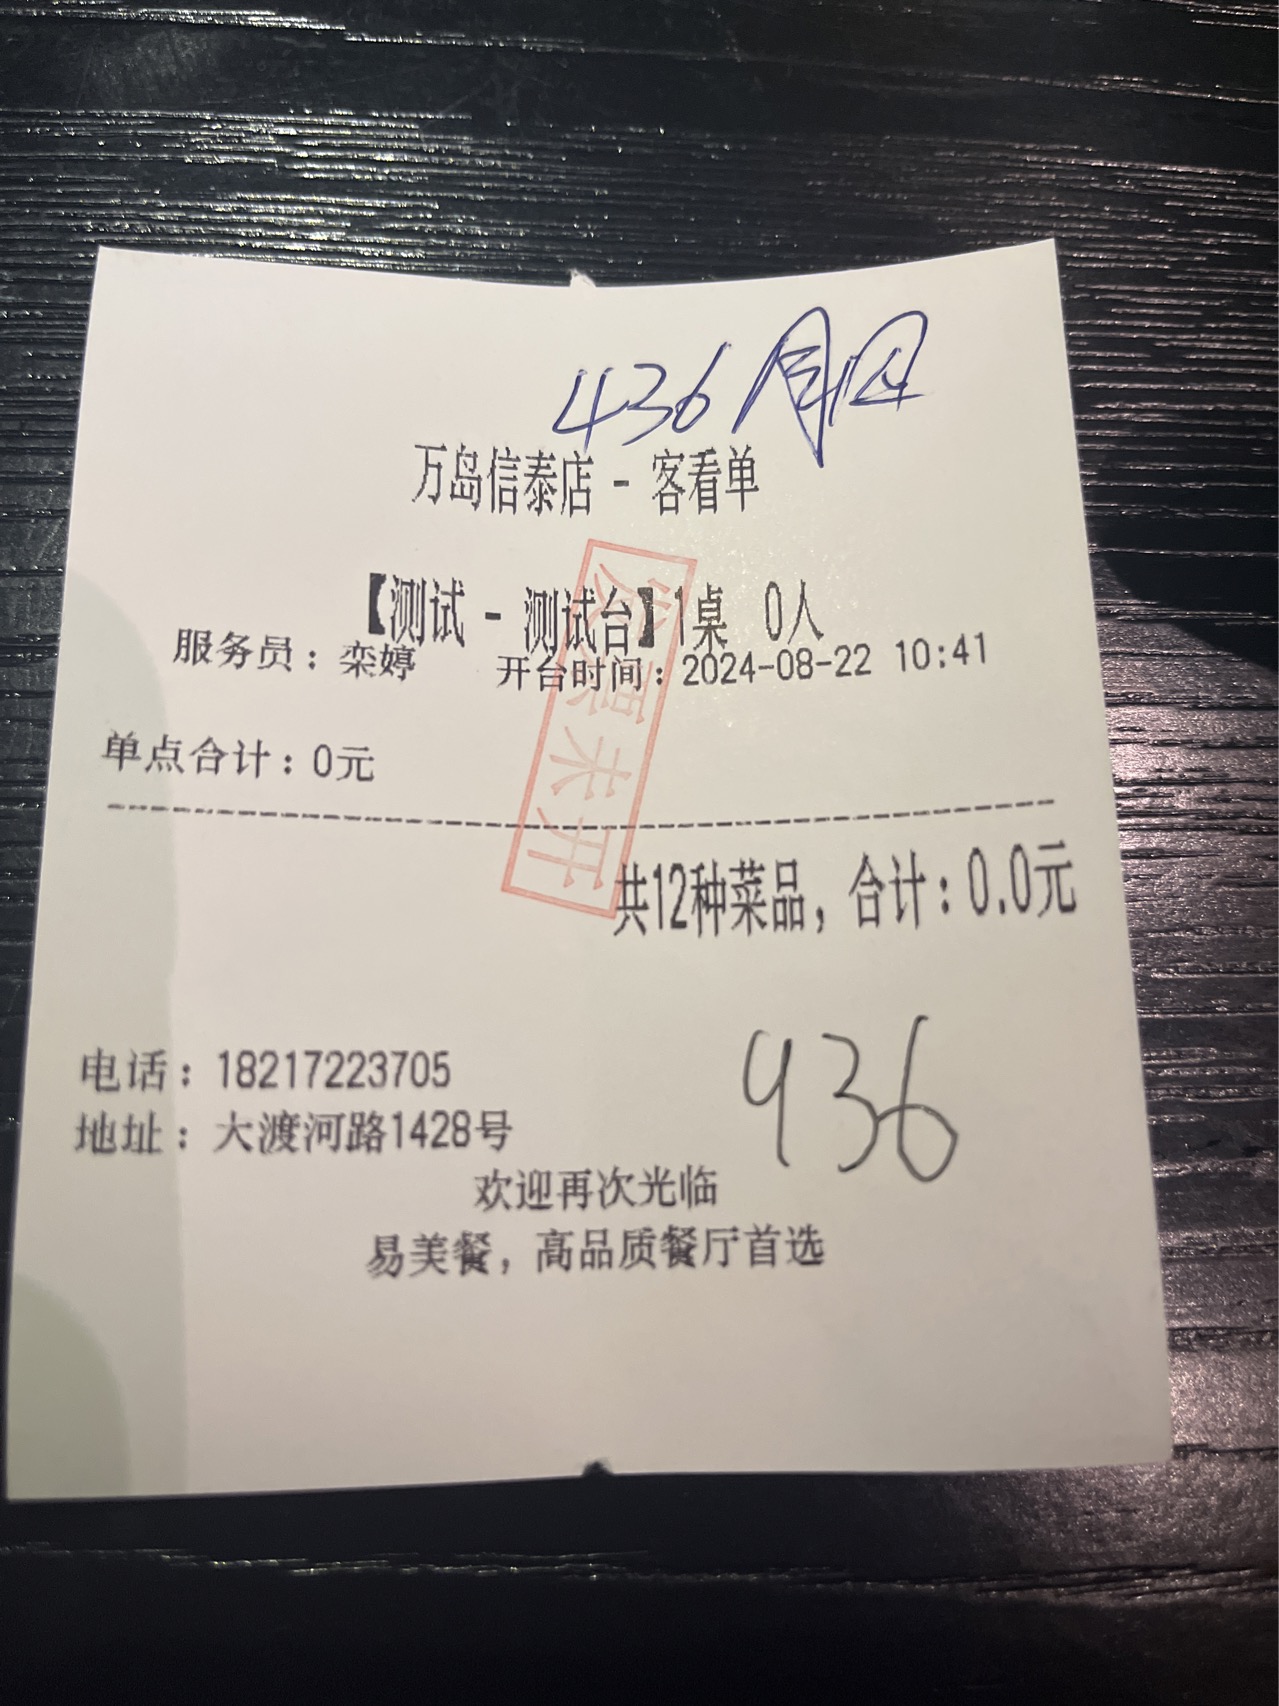 436 周四
万岛信泰店 - 客看单
【测试 - 测试台】1桌 0人
服务员：栾婷 开台时间：2024-08-22 10:41
单点合计：0元
发票未开
共12种菜品，合计：0.0元
电话：18217223705
436
地址：大渡河路1428号
欢迎再次光临
易美餐，高品质餐厅首选